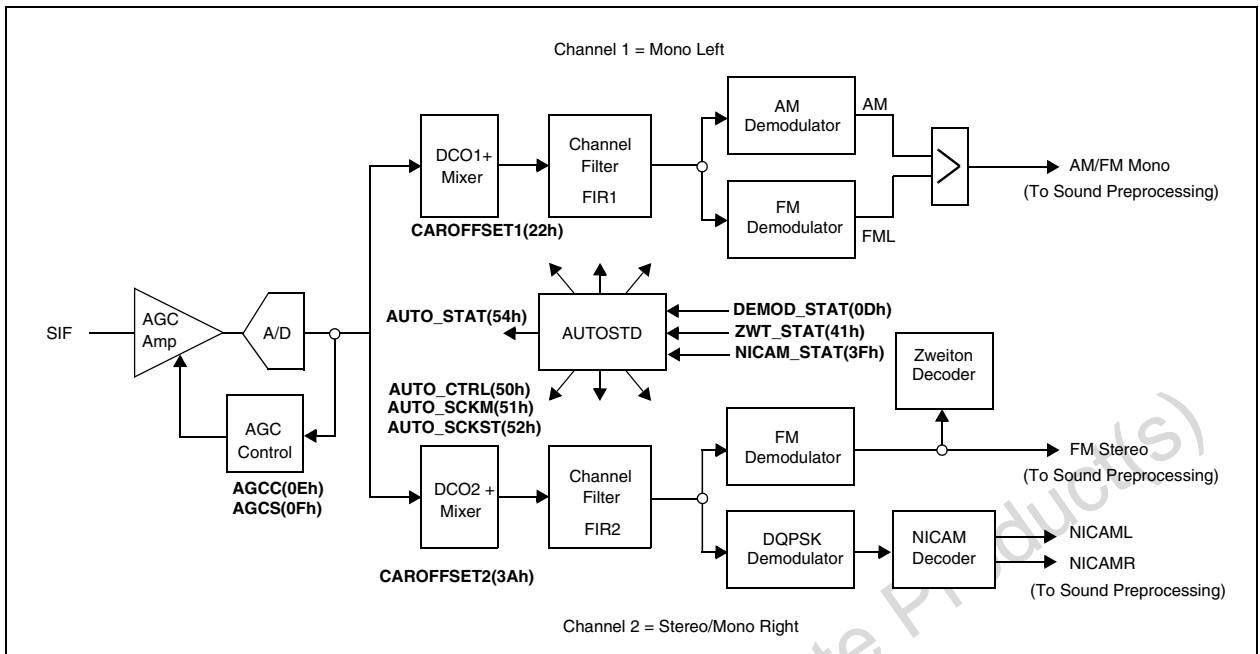 Channel 1 = Mono Left
AM
Demodulator
AM
DCO1+
Mixer
Channel
Filter
FIR1
AM/FM Mono
(To Sound Preprocessing)
FM
Demodulator
FML
CAROFFSET1(22h)
SIF
AGC
Amp
A/D
AUTO_STAT(54h)
AUTOSTD
DEMOD_STAT(0Dh)
ZWT_STAT(41h)
NICAM_STAT(3Fh)
Zweiton
Decoder
AUTO_CTRL(50h)
AUTO_SCKM(51h)
AUTO_SCKST(52h)
AGC
Control
AGCC(0Eh)
AGCS(0Fh)
DCO2 +
Mixer
Channel
Filter
FIR2
FM
Demodulator
FM Stereo
(To Sound Preprocessing)
DQPSK
Demodulator
NICAM
Decoder
NICAML
NICAMR
(To Sound Preprocessing)
CAROFFSET2(3Ah)
Channel 2 = Stereo/Mono Right
te Product(s)